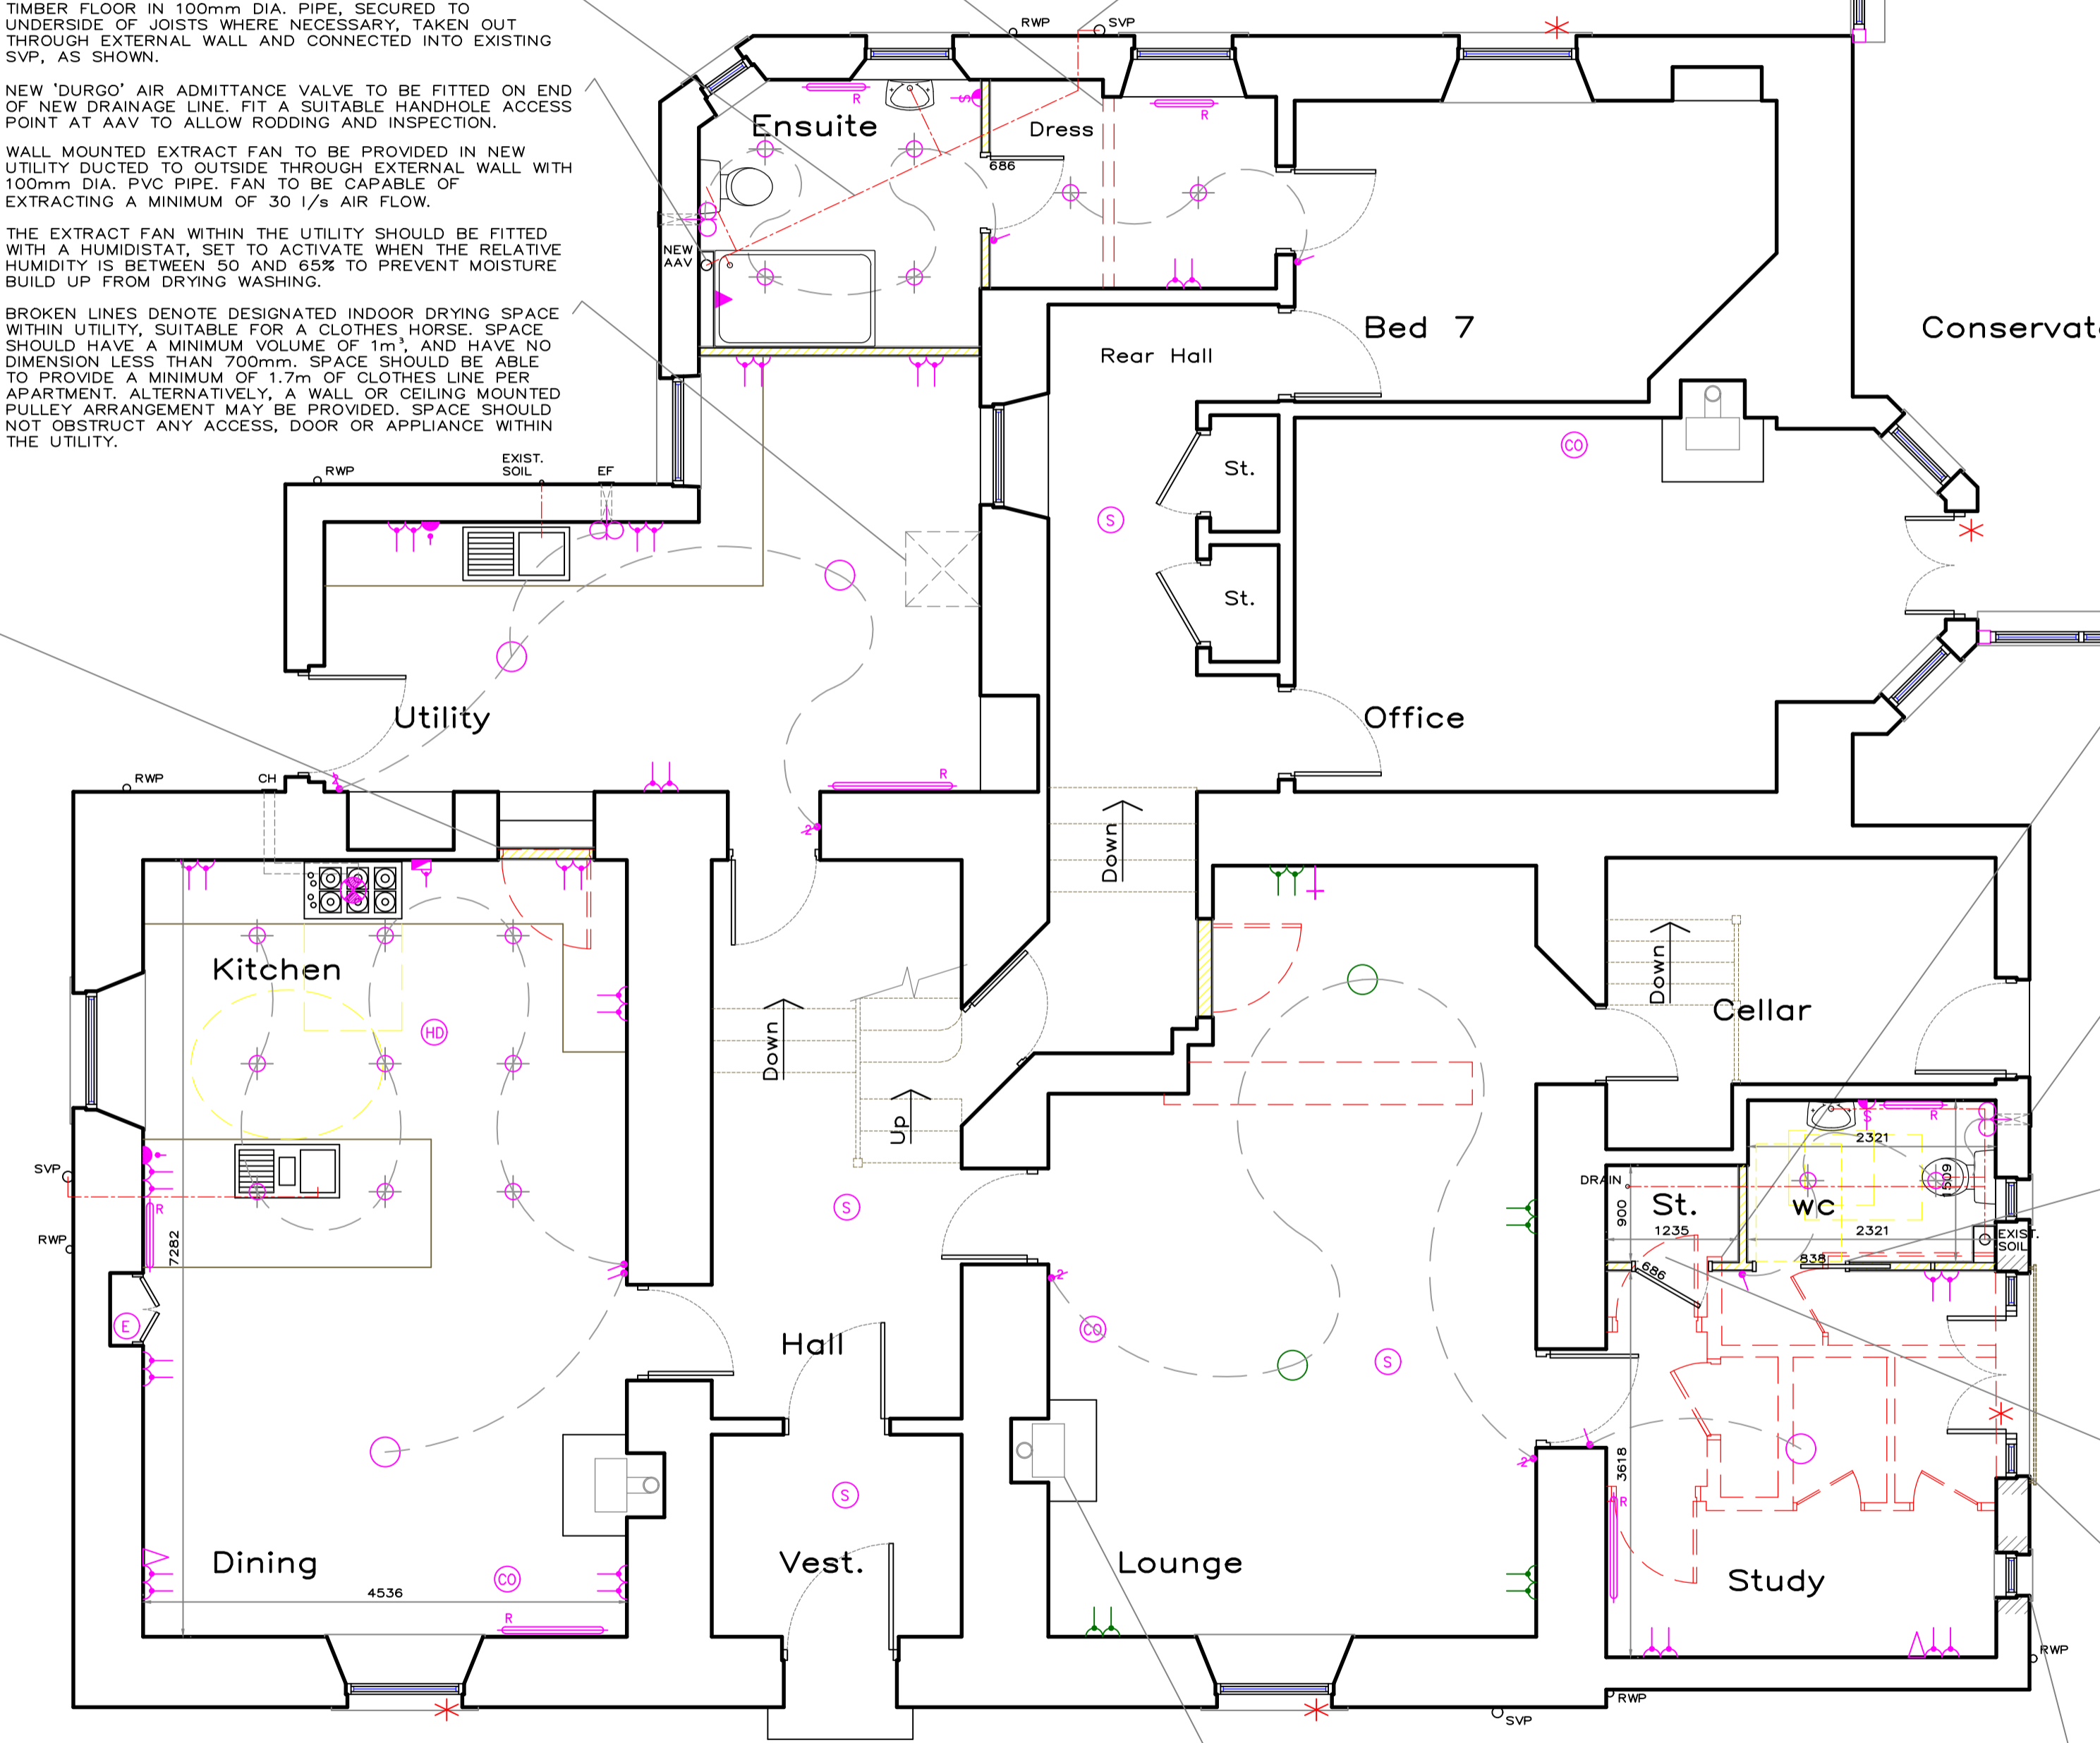 TIMBER FLOOR IN 100mm DIA. PIPE, SECURED TO
UNDERSIDE OF JOISTS WHERE NECESSARY, TAKEN OUT
THROUGH EXTERNAL WALL AND CONNECTED INTO EXISTING
SVP, AS SHOWN.
NEW 'DURGO' AIR ADMITTANCE VALVE TO BE FITTED ON END
OF NEW DRAINAGE LINE. FIT A SUITABLE HANDHOLE ACCESS
POINT AT AAV TO ALLOW RODDING AND INSPECTION.
WALL MOUNTED EXTRACT FAN TO BE PROVIDED IN NEW
UTILITY DUCTED TO OUTSIDE THROUGH EXTERNAL WALL WITH
100mm DIA. PVC PIPE. FAN TO BE CAPABLE OF
EXTRACTING A MINIMUM OF 30 l/s AIR FLOW.
THE EXTRACT FAN WITHIN THE UTILITY SHOULD BE FITTED
WITH A HUMIDISTAT, SET TO ACTIVATE WHEN THE RELATIVE
HUMIDITY IS BETWEEN 50 AND 65% TO PREVENT MOISTURE
BUILD UP FROM DRYING WASHING.
BROKEN LINES DENOTE DESIGNATED INDOOR DRYING SPACE
WITHIN UTILITY, SUITABLE FOR A CLOTHES HORSE. SPACE
SHOULD HAVE A MINIMUM VOLUME OF 1m³, AND HAVE NO
DIMENSION LESS THAN 700mm. SPACE SHOULD BE ABLE
TO PROVIDE A MINIMUM OF 1.7m OF CLOTHES LINE PER
APARTMENT. ALTERNATIVELY, A WALL OR CEILING MOUNTED
PULLEY ARRANGEMENT MAY BE PROVIDED. SPACE SHOULD
NOT OBSTRUCT ANY ACCESS, DOOR OR APPLIANCE WITHIN
THE UTILITY.
RWP
SVP
R
S
R
Ensuite
Dress
686
NEW
AAV
Bed 7
Conservat
Rear Hall
CO
St.
S
St.
RWP
EXIST.
SOIL
EF
Utility
Office
R
RWP
CH
2
2
Down
Kitchen
HD
Down
Up
Down
Cellar
SVP
R
RWP
7282
E
S
Hall
2
CO
S
DRAIN
St.
900
1235
686
S
R
2321
1509
WC
2321
838
EXIST.
SOIL
2
3618
R
S
Dining
CO
4536
R
Vest.
Lounge
Study
RWP
RWP
SVP